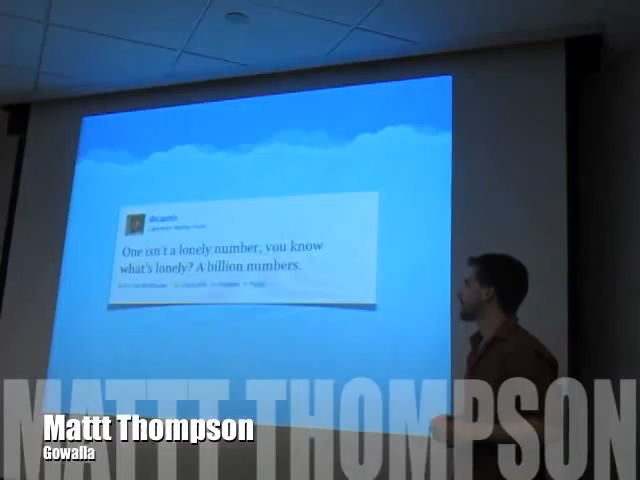 One isn't a lonely number, you know
what's lonely? A billion numbers.
MATTT THOMPSON
Mattt Thompson
Gowalla